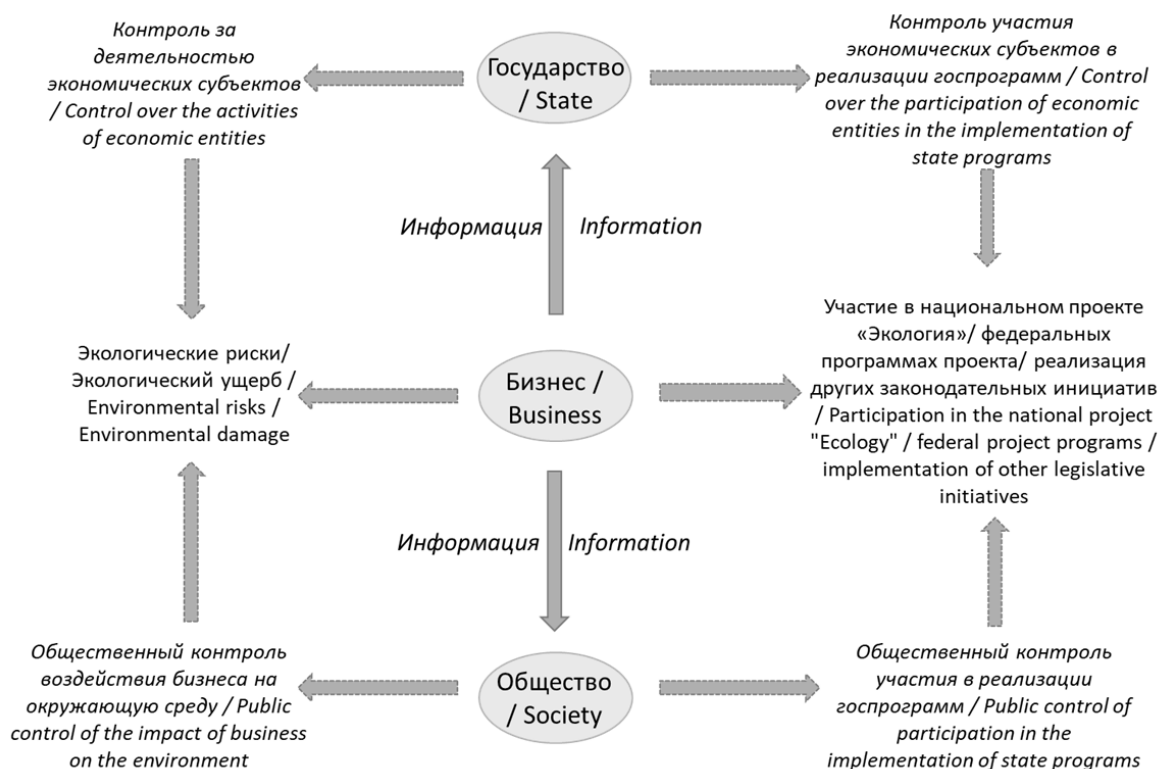 Контроль за
деятельностью
экономических субъектов
/ Control over the activities
of economic entities
Государство
/ State
Контроль участия
экономических субъектов в
реализации госпрограмм / Control
over the participation of economic
entities in the implementation of
state programs
Информация
Information
Экологические риски/
Экологический ущерб /
Environmental risks /
Environmental damage
Бизнес /
Business
Участие в национальном проекте
«Экология»/ федеральных
программах проекта/ реализация
других законодательных инициатив
/ Participation in the national project
"Ecology" / federal project programs /
implementation of other legislative
initiatives
Информация
Information
Общественный контроль
воздействия бизнеса на
окружающую среду / Public
control of the impact of business
on the environment
Общество
/ Society
Общественный контроль
участия в реализации
госпрограмм / Public control of
participation in the
implementation of state programs